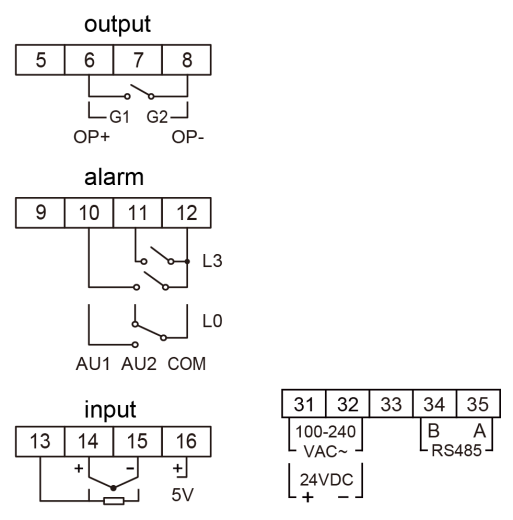 output
5 6 7 8
G1 G2
OP+ OP-
alarm
9 10 11 12
L3
L0
AU1 AU2 COM
input
13 14 15 16
+ - +
5V
31 32 33 34 35
100-240 B A
VAC~ RS485
24VDC
+ -